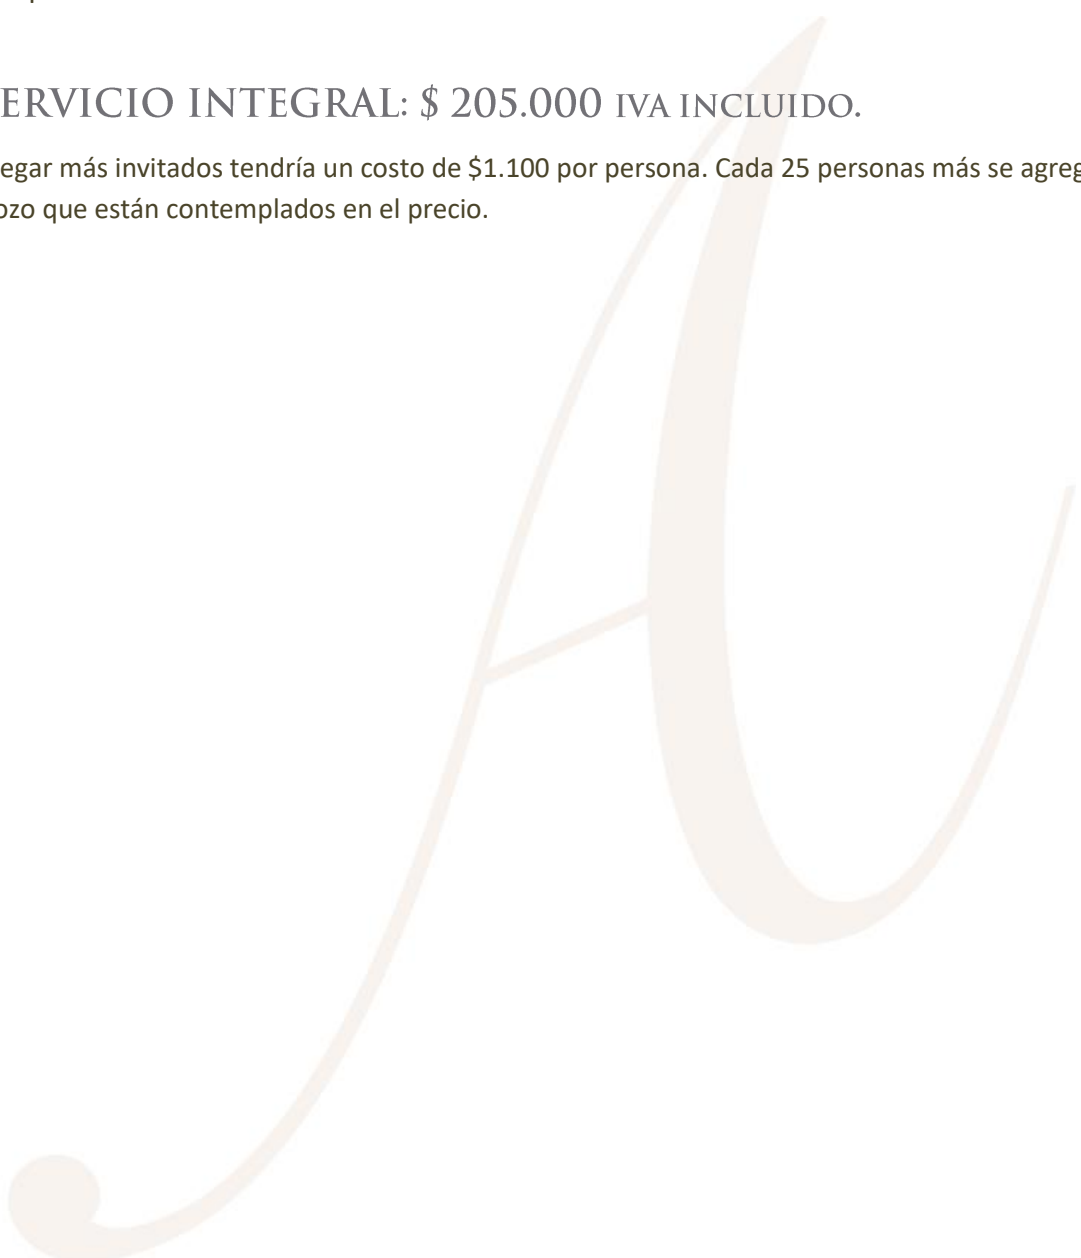 ERVICIO INTEGRAL: $ 205.000 IVA INCLUIDO.
egar más invitados tendría un costo de $1.100 por persona. Cada 25 personas más se agreg
ozo que están contemplados en el precio.
A